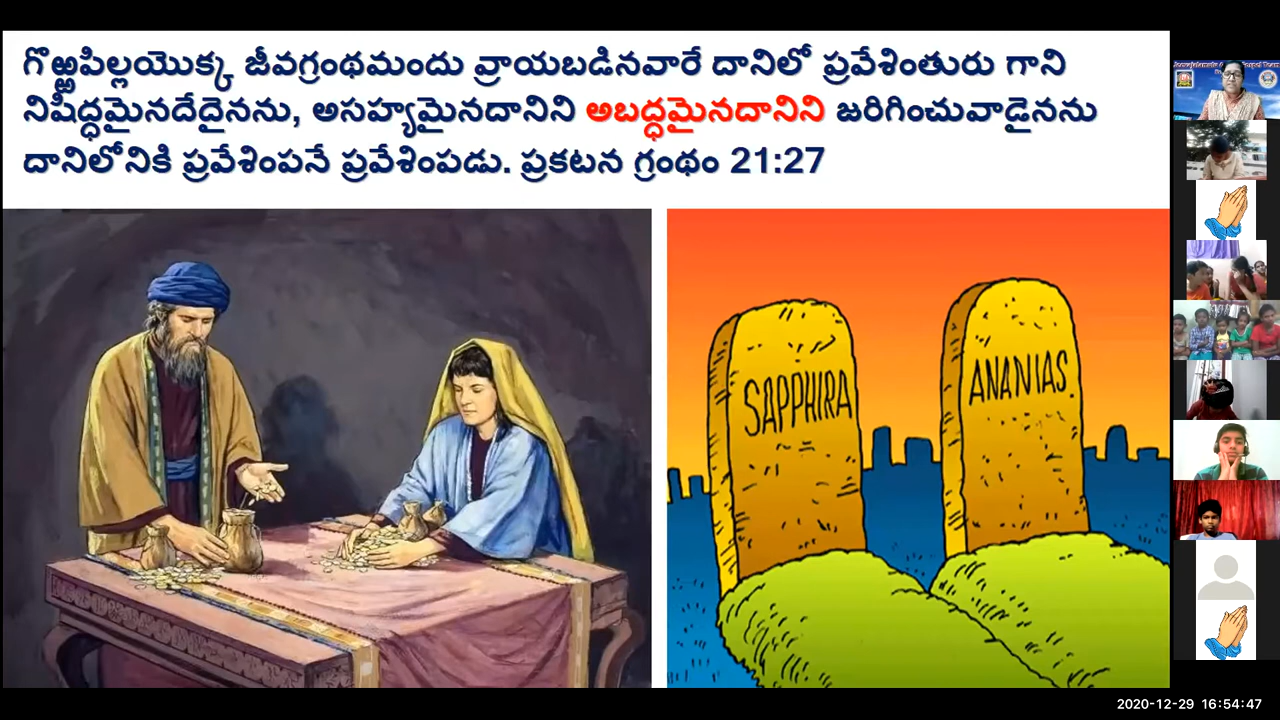 గొఱ్ఱపిల్లయొక్క జీవగ్రంథమందు వ్రాయబడినవారే దానిలో ప్రవేశింతురు గాని
నిషిద్ధమైనదేదైనను, అసహ్యమైనదానిని అబద్ధమైనదానిని జరిగించువాడైనను
దానిలోనికి ప్రవేశింపనే ప్రవేశింపడు. ప్రకటన గ్రంథం 21:27
SAPPHIRA
ANANIAS.
2020-12-29 16:54:47